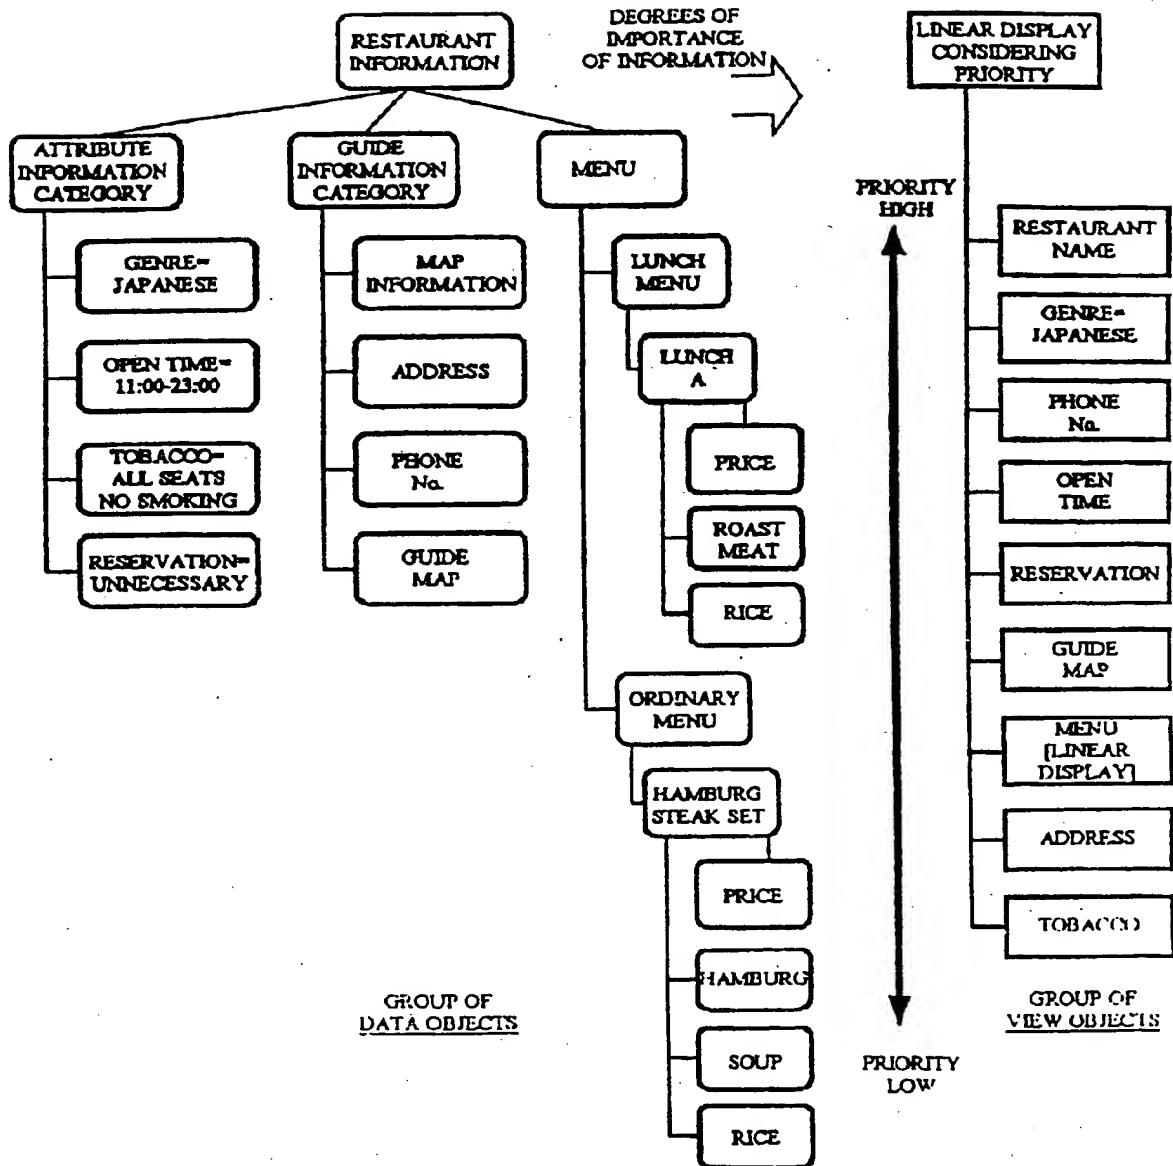 RESTAURANT
INFORMATION
DEGREES OF
IMPORTANCE
OF INFORMATION
LINEAR DISPLAY
CONSIDERING
PRIORITY
ATTRIBUTE
INFORMATION
CATEGORY
GENRE=
JAPANESE
OPEN TIME=
11:00-23:00
TOBACCO=
ALL SEATS
NO SMOKING
RESERVATION=
UNNECESSARY
GUIDE
INFORMATION
CATEGORY
MAP
INFORMATION
ADDRESS
PHONE
No.
GUIDE
MAP
MENU
LUNCH
MENU
LUNCH
A
PRICE
ROAST
MEAT
RICE
ORDINARY
MENU
HAMBURG
STEAK SET
PRICE
HAMBURG
SOUP
RICE
GROUP OF
DATA OBJECTS
PRIORITY
HIGH
PRIORITY
LOW
RESTAURANT
NAME
GENRE=
JAPANESE
PHONE
No.
OPEN
TIME
RESERVATION
GUIDE
MAP
MENU
[LINEAR
DISPLAY]
ADDRESS
TOBACCO
GROUP OF
VIEW OBJECTS